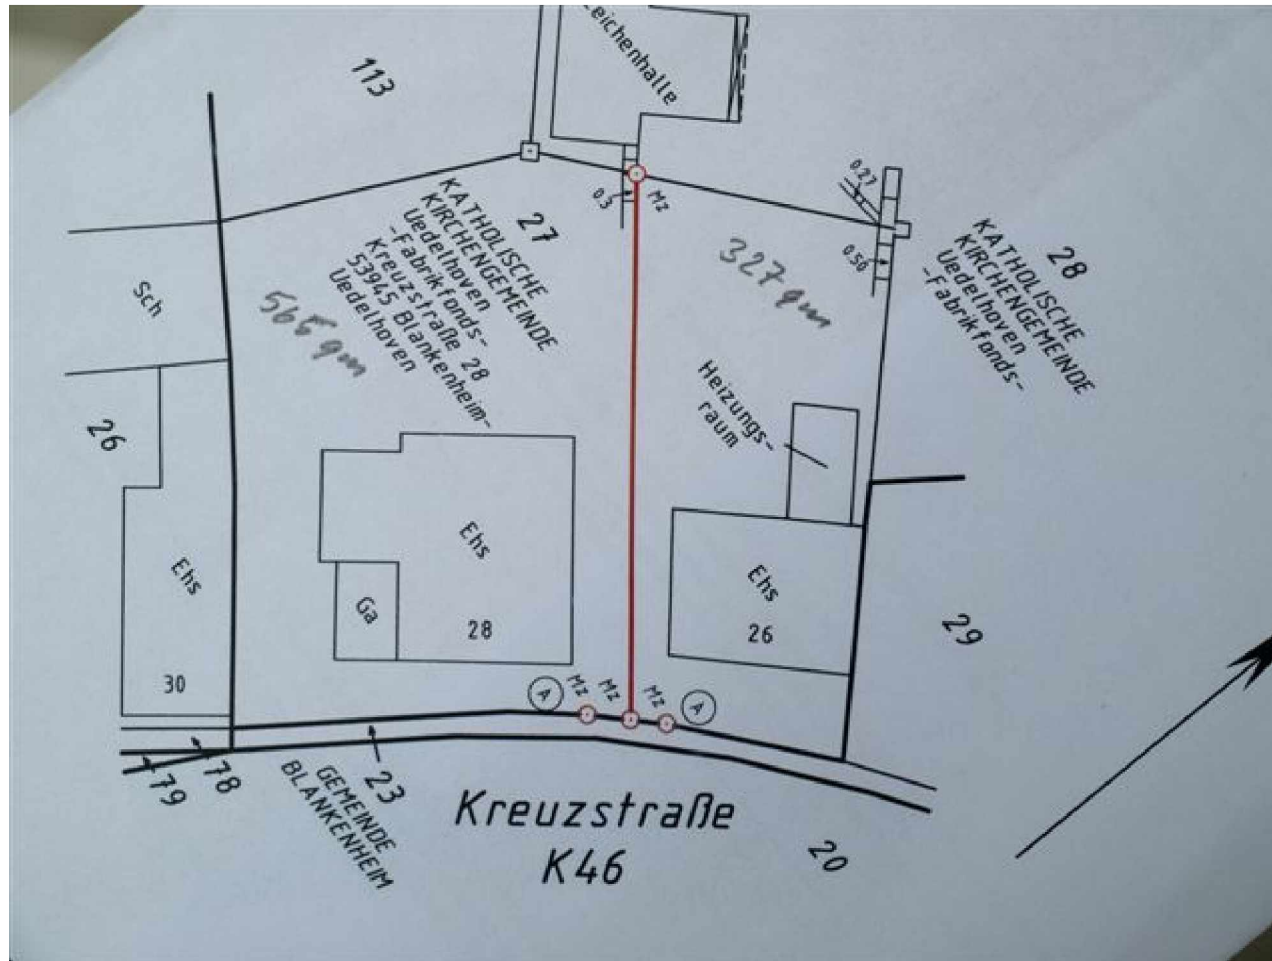 113
Leichenhalle
27
KATHOLISCHE
KIRCHENGEMEINDE
Uedelhoven
-Fabrikfonds-
Kreuzstraße 28
53945 Blankenheim-
Uedelhoven
0.3
Mz
0.27
0.50
28
KATHOLISCHE
KIRCHENGEMEINDE
Uedelhoven
-Fabrikfonds-
327 qm
565 qm
Sch
26
Heizungs-
raum
Ehs
30
Ehs
28
Ga
Ehs
26
29
A
Mz
Mz
Mz
A
79
78
23
GEMEINDE
BLANKENHEIM
Kreuzstraße
K46
20